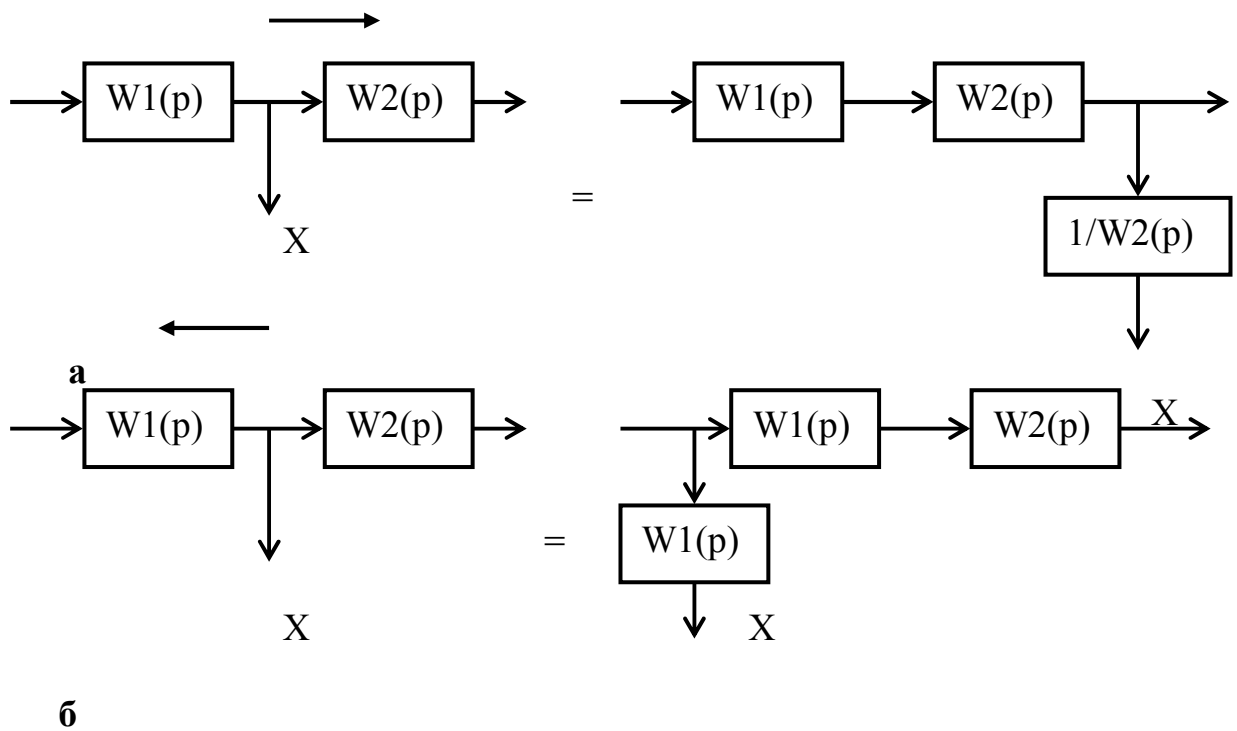 W1(p) W2(p) W1(p) W2(p)
=
1/W2(p)
X
а
W1(p) W2(p) W1(p) W2(p) X
=
W1(p)
X X
б